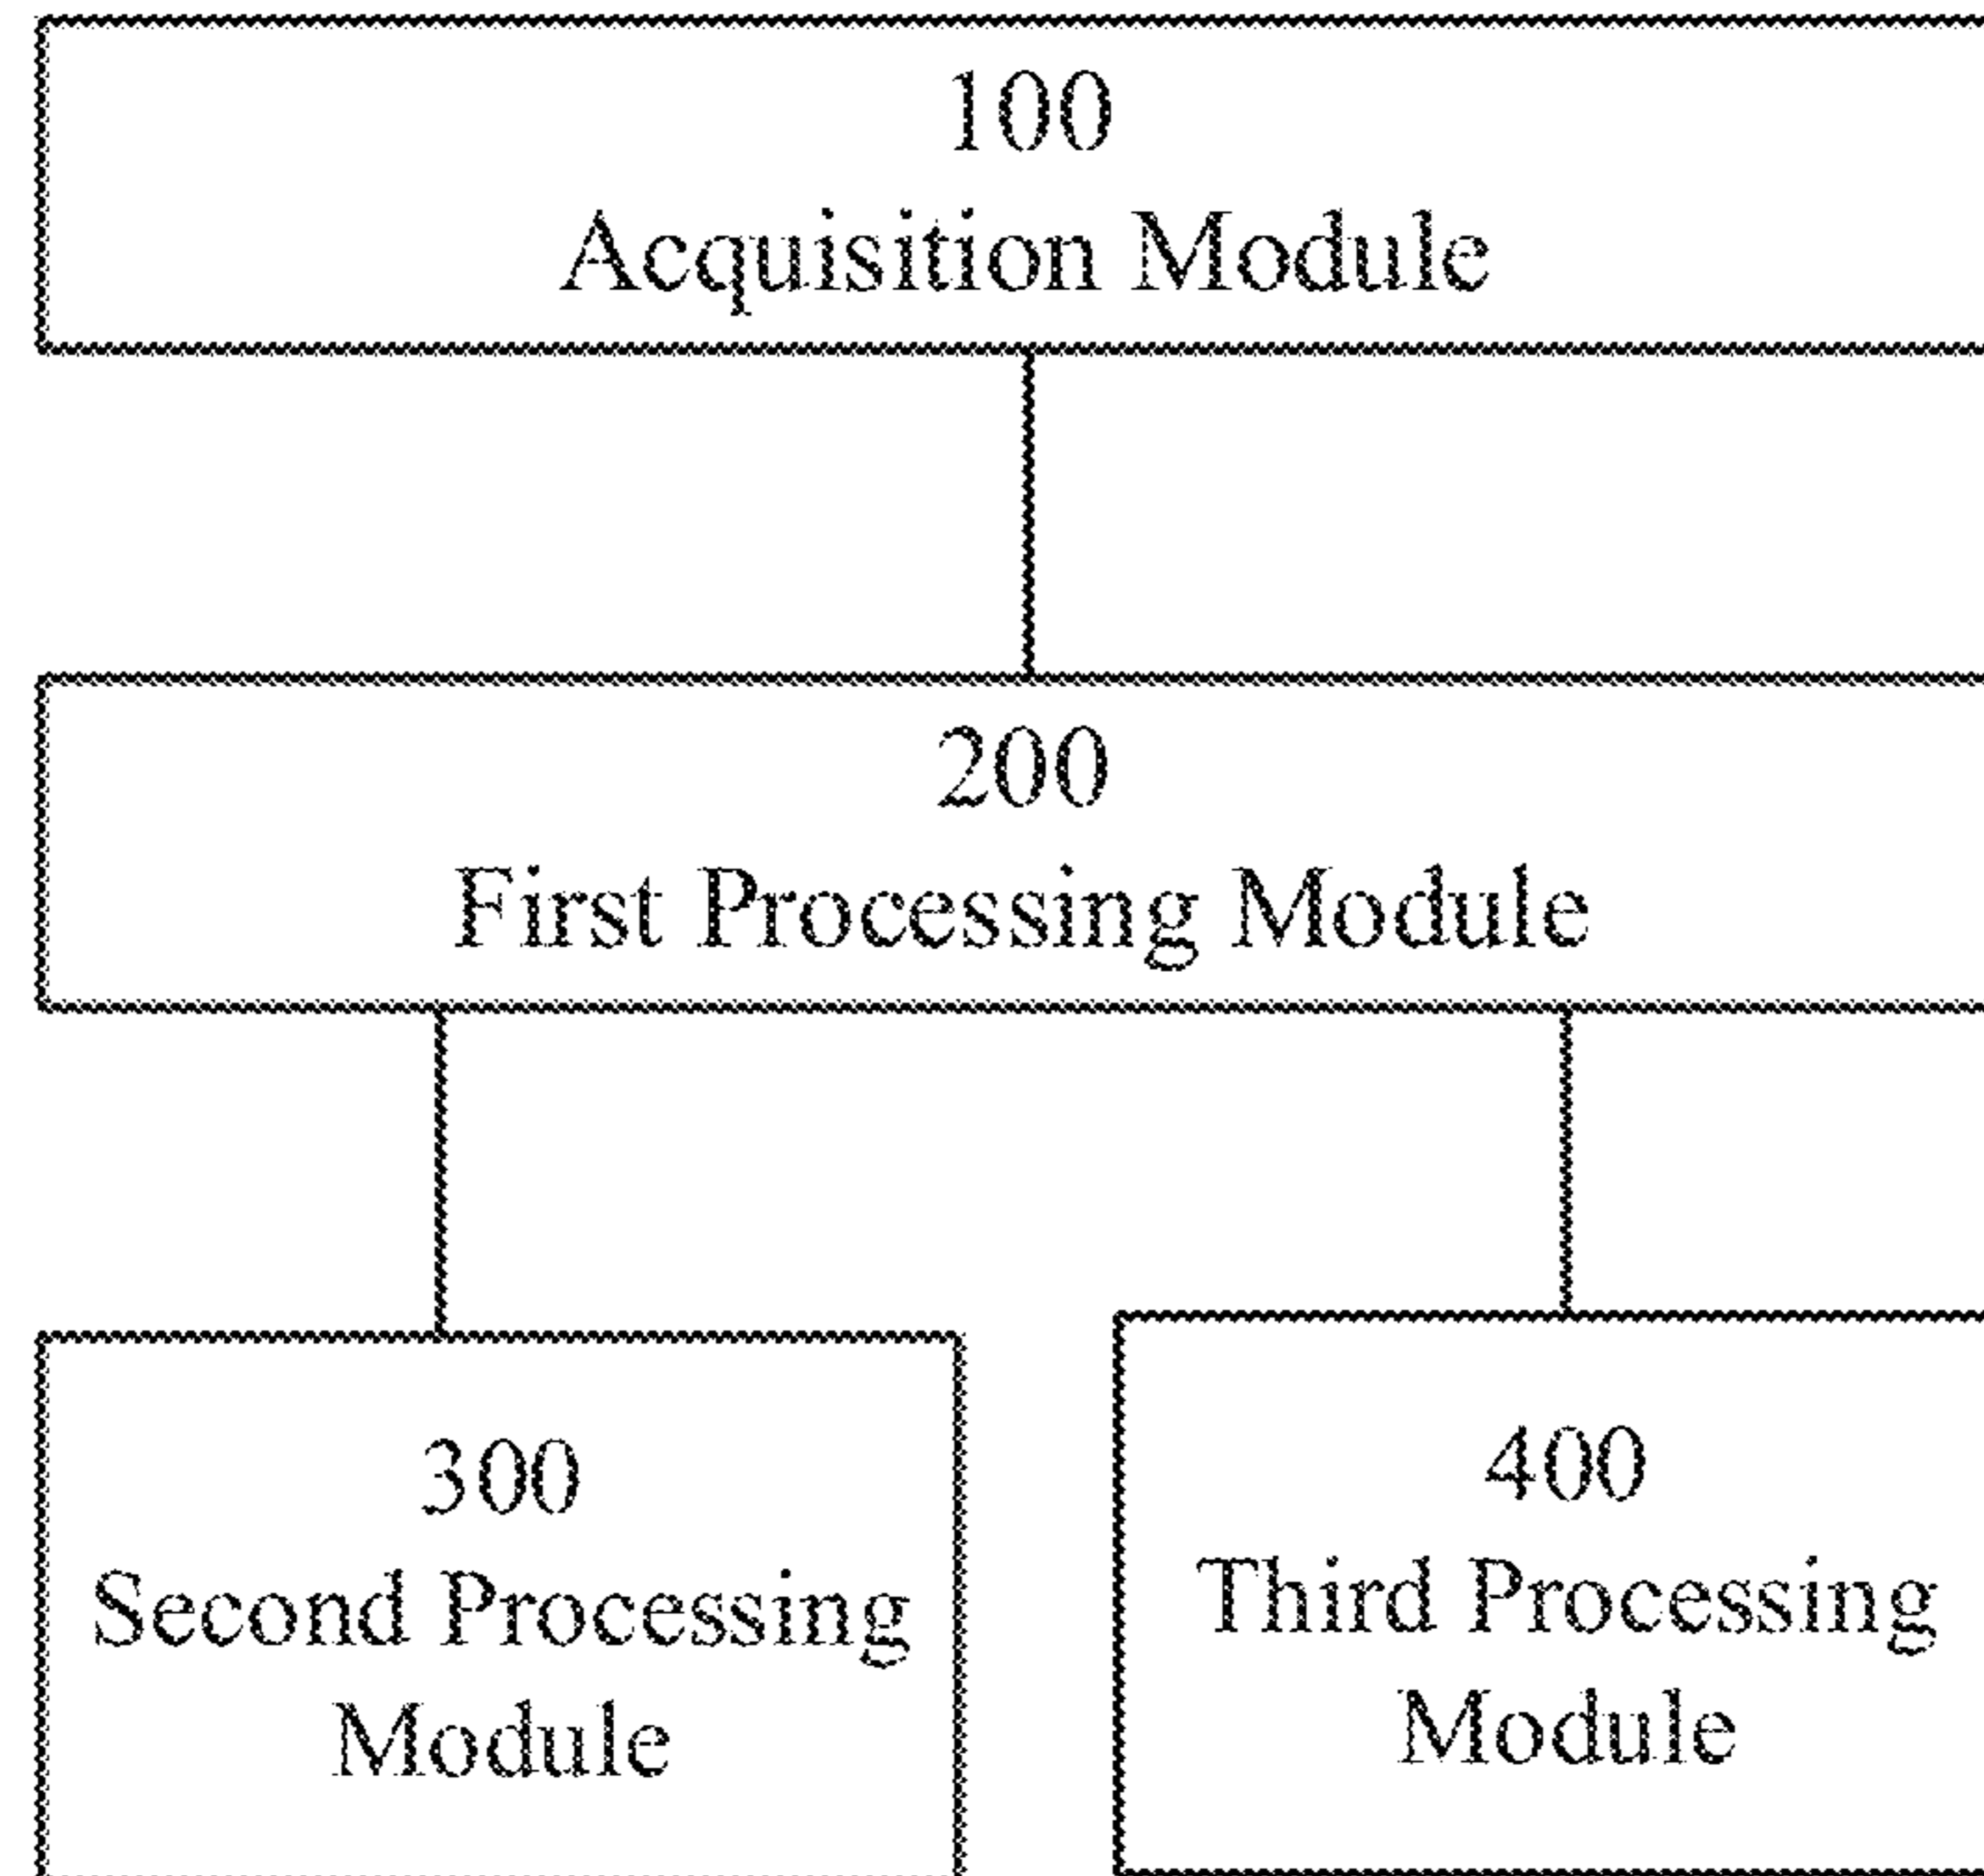 100
Acquisition Module
200
First Processing Module
300
Second Processing
Module
400
Third Processing
Module